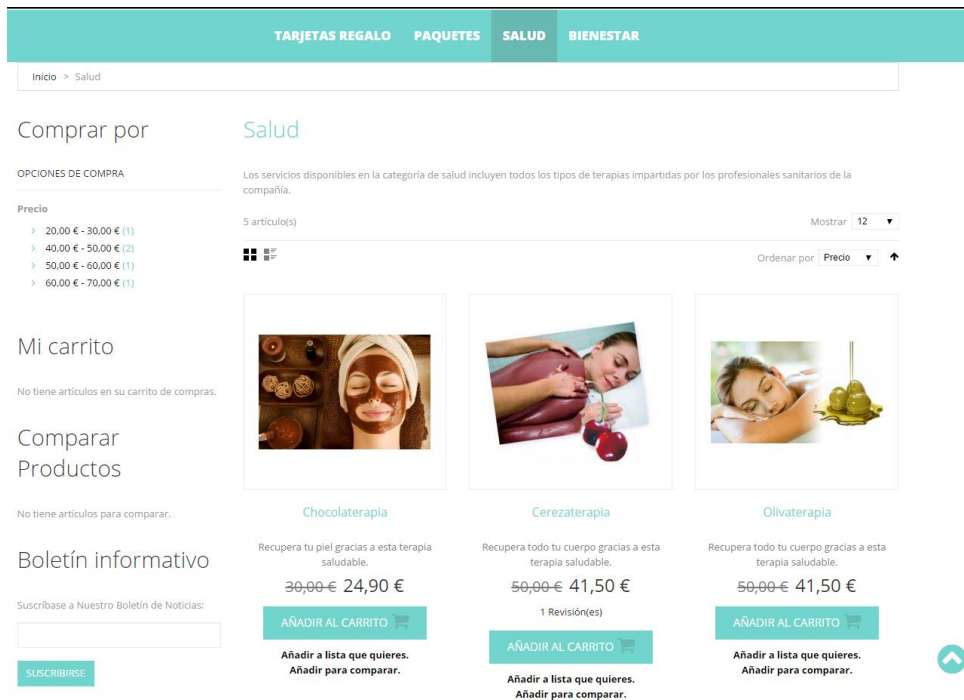 TARJETAS REGALO PAQUETES SALUD BIENESTAR
Inicio > Salud
Comprar por
OPCIONES DE COMPRA
Precio
20,00 € - 30,00 € (1)
40,00 € - 50,00 € (2)
50,00 € - 60,00 € (1)
60,00 € - 70,00 € (1)
Mi carrito
No tiene artículos en su carrito de compras.
Comparar
Productos
No tiene artículos para comparar.
Boletín informativo
Suscríbase a Nuestro Boletín de Noticias:
SUSCRIBIRSE
Salud
Los servicios disponibles en la categoría de salud incluyen todos los tipos de terapias impartidas por los profesionales sanitarios de la
compañía.
5 artículo(s)
Mostrar 12
Ordenar por Precio
Chocolaterapia
Recupera tu piel gracias a esta terapia
saludable.
30,00 € 24,90 €
AÑADIR AL CARRITO
Añadir a lista que quieres.
Añadir para comparar.
Cerezaterapia
Recupera todo tu cuerpo gracias a esta
terapia saludable.
50,00 € 41,50 €
1 Revisión(es)
AÑADIR AL CARRITO
Añadir a lista que quieres.
Añadir para comparar.
Olivaterapia
Recupera todo tu cuerpo gracias a esta
terapia saludable.
50,00 € 41,50 €
AÑADIR AL CARRITO
Añadir a lista que quieres.
Añadir para comparar.